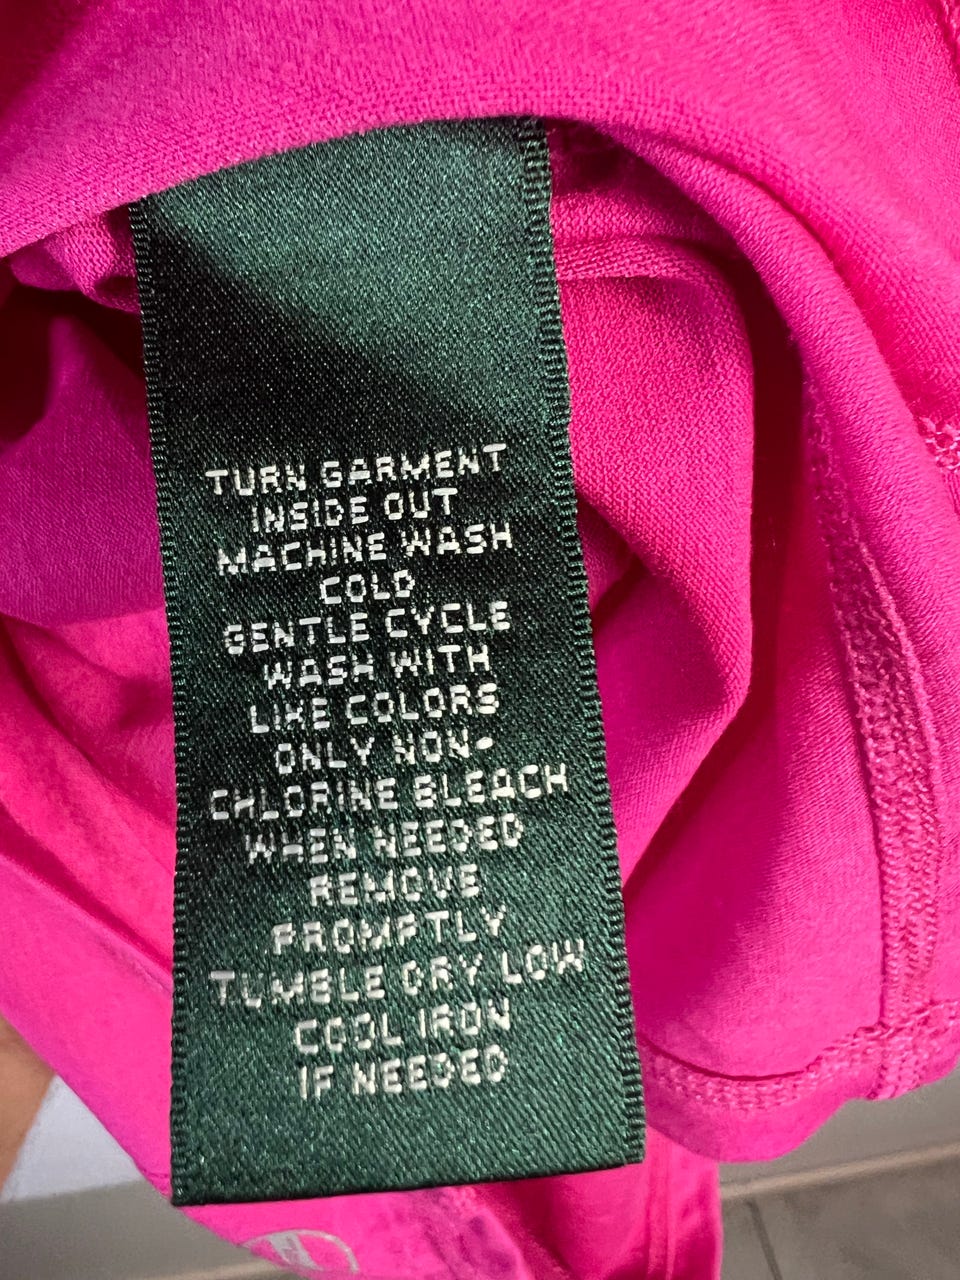 TURN GARMENT
INSIDE OUT
MACHINE WASH
COLD
GENTLE CYCLE
WASH WITH
LIKE COLORS
ONLY NON-
CHLORINE BLEACH
WHEN NEEDED
REMOVE
PROMPTLY
TUMBLE DRY LOW
COOL IRON
IF NEEDED